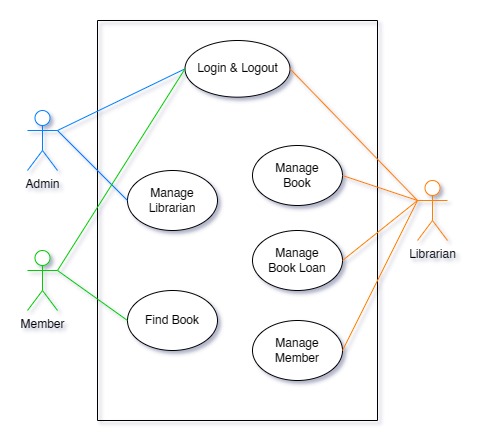 Login & Logout
Admin
Manage
Librarian
Manage
Book
Manage
Book Loan
Librarian
Member
Find Book
Manage
Member